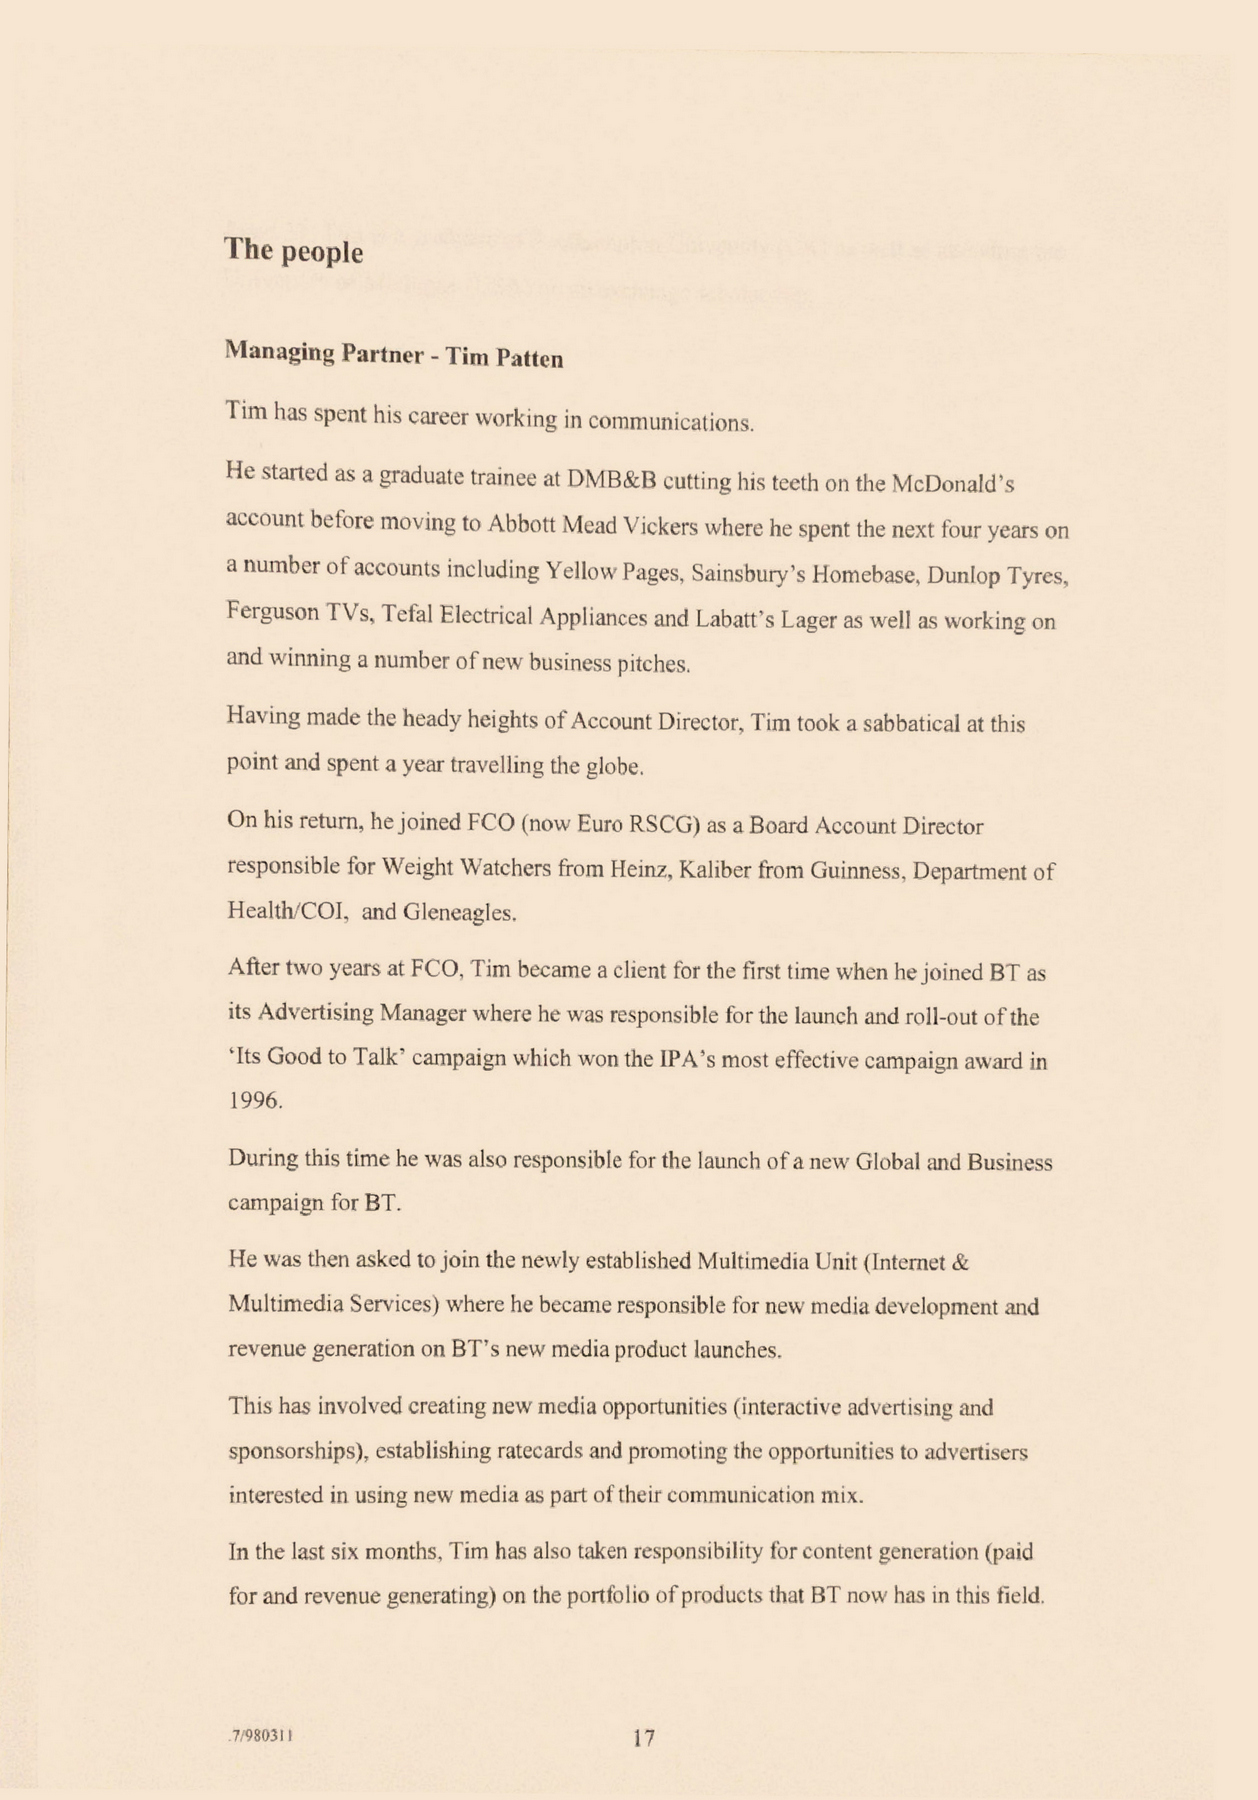 The people
Managing Partner - Tim Patten
Tim has spent his career working in communications.
He started as a graduate trainee at DMB&B cutting his teeth on the McDonald's
account before moving to Abbott Mead Vickers where he spent the next four years on
a number of accounts including Yellow Pages, Sainsbury's Homebase, Dunlop Tyres,
Ferguson TVs, Tefal Electrical Appliances and Labatt's Lager as well as working on
and winning a number of new business pitches.
Having made the heady heights of Account Director, Tim took a sabbatical at this
point and spent a year travelling the globe.
On his return, he joined FCO (now Euro RSCG) as a Board Account Director
responsible for Weight Watchers from Heinz, Kaliber from Guinness, Department of
Health/COI, and Gleneagles.
After two years at FCO, Tim became a client for the first time when he joined BT as
its Advertising Manager where he was responsible for the launch and roll-out of the
'Its Good to Talk' campaign which won the IPA's most effective campaign award in
1996.
During this time he was also responsible for the launch of a new Global and Business
campaign for BT.
He was then asked to join the newly established Multimedia Unit (Internet &
Multimedia Services) where he became responsible for new media development and
revenue generation on BT's new media product launches.
This has involved creating new media opportunities (interactive advertising and
sponsorships), establishing ratecards and promoting the opportunities to advertisers
interested in using new media as part of their communication mix.
In the last six months, Tim has also taken responsibility for content generation (paid
for and revenue generating) on the portfolio of products that BT now has in this field.
.7/980311
17